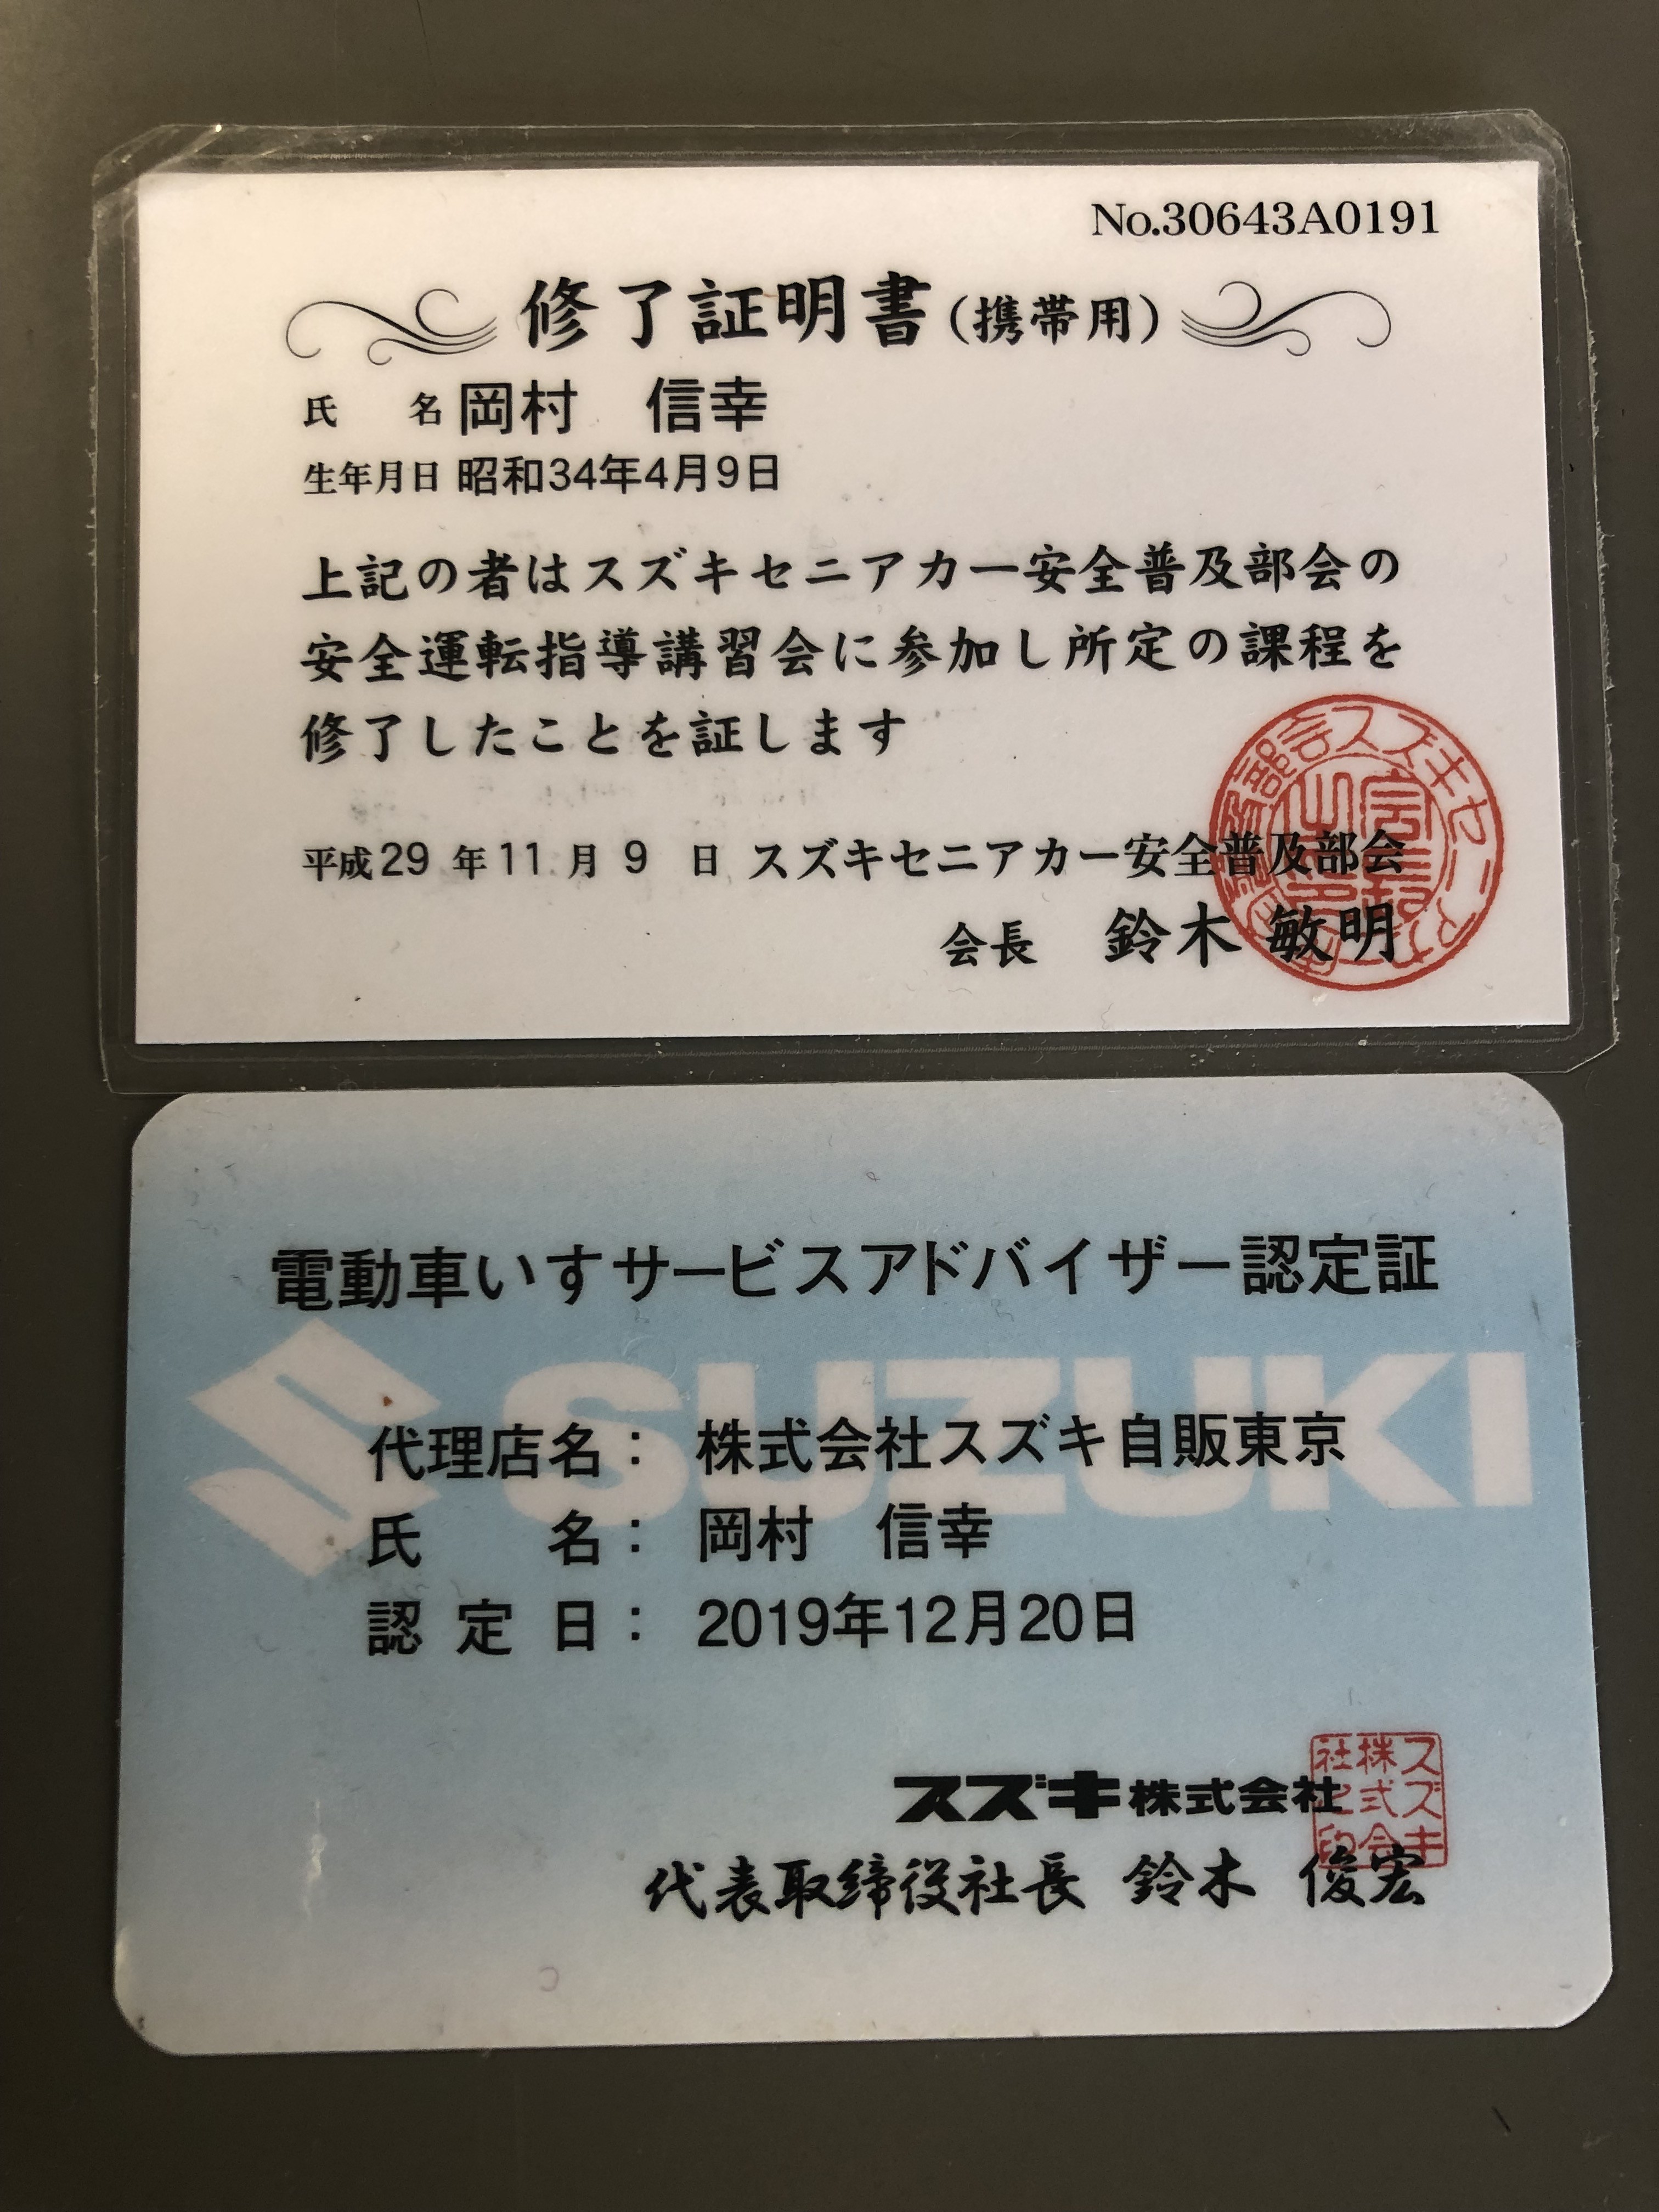 No.30643A0191
修了証明書(携帯用)
氏 名 岡村 信幸
生年月日 昭和34年4月9日
上記の者はスズキセニアカー安全普及部会の
安全運転指導講習会に参加し所定の課程を
修了したことを証します
平成29年11月9日 スズキセニアカー安全普及部会
会長 鈴木 敏明
電動車いすサービスアドバイザー認定証
SUZUKI
代理店名: 株式会社スズキ自販東京
氏 名: 岡村 信幸
認定日: 2019年12月20日
スズキ株式会社
代表取締役社長 鈴木 俊宏
スズキ株式会社之印